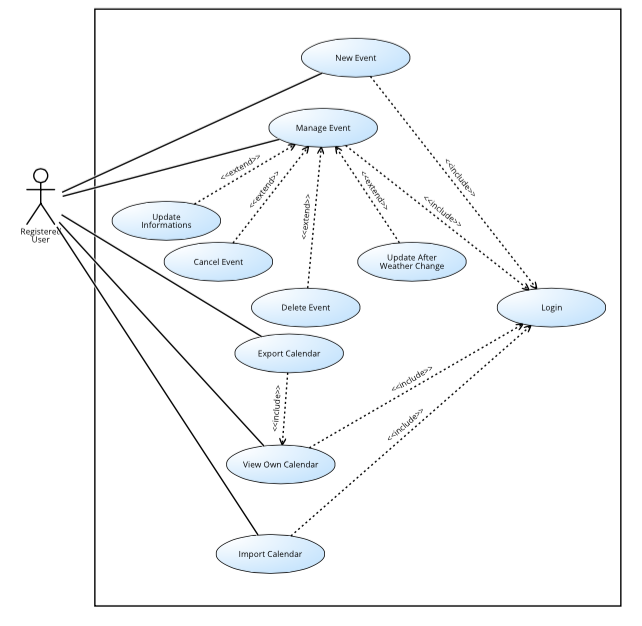 New Event
Manage Event
<<include>>
<<extend>>
<<extend>>
<<extend>>
<<extend>>
<<include>>
Registered
User
Update
Informations
Cancel Event
Update After
Weather Change
Delete Event
Login
Export Calendar
<<include>>
<<include>>
<<include>>
View Own Calendar
Import Calendar